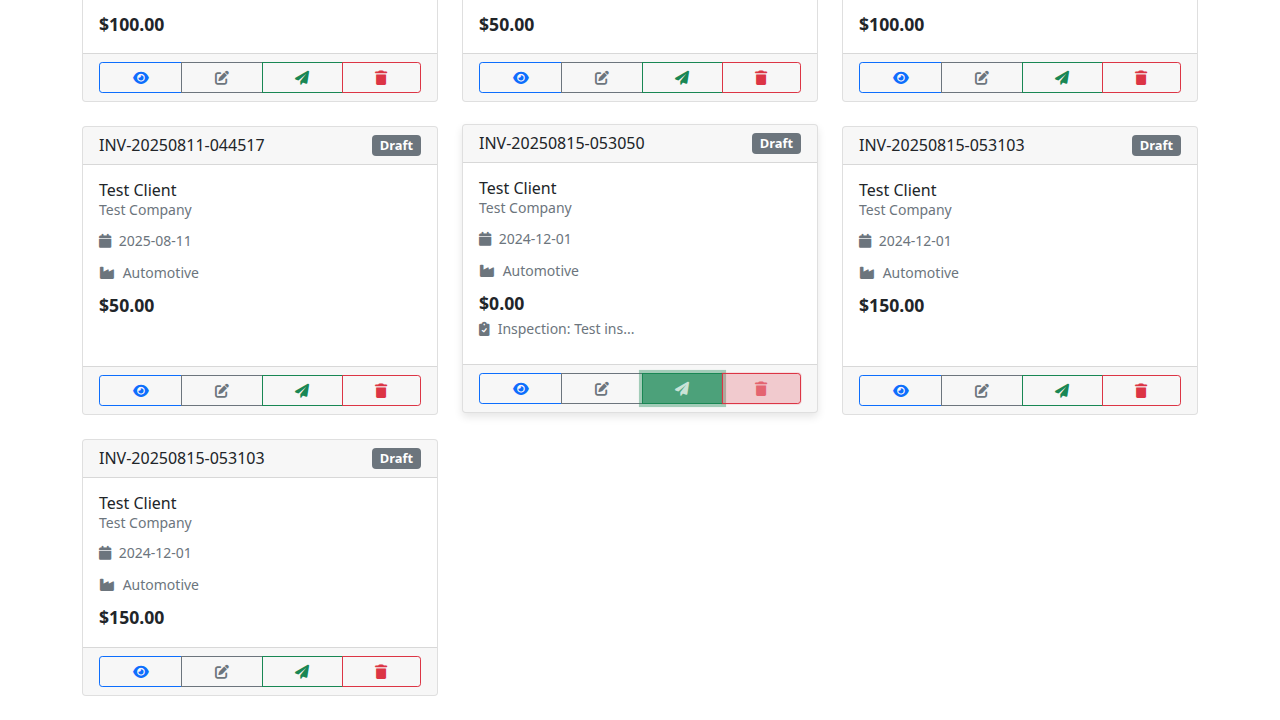 $100.00
$50.00
$100.00
INV-20250811-044517
Draft
Test Client
Test Company
2025-08-11
Automotive
$50.00
INV-20250815-053050
Draft
Test Client
Test Company
2024-12-01
Automotive
$0.00
Inspection: Test ins...
INV-20250815-053103
Draft
Test Client
Test Company
2024-12-01
Automotive
$150.00
INV-20250815-053103
Draft
Test Client
Test Company
2024-12-01
Automotive
$150.00